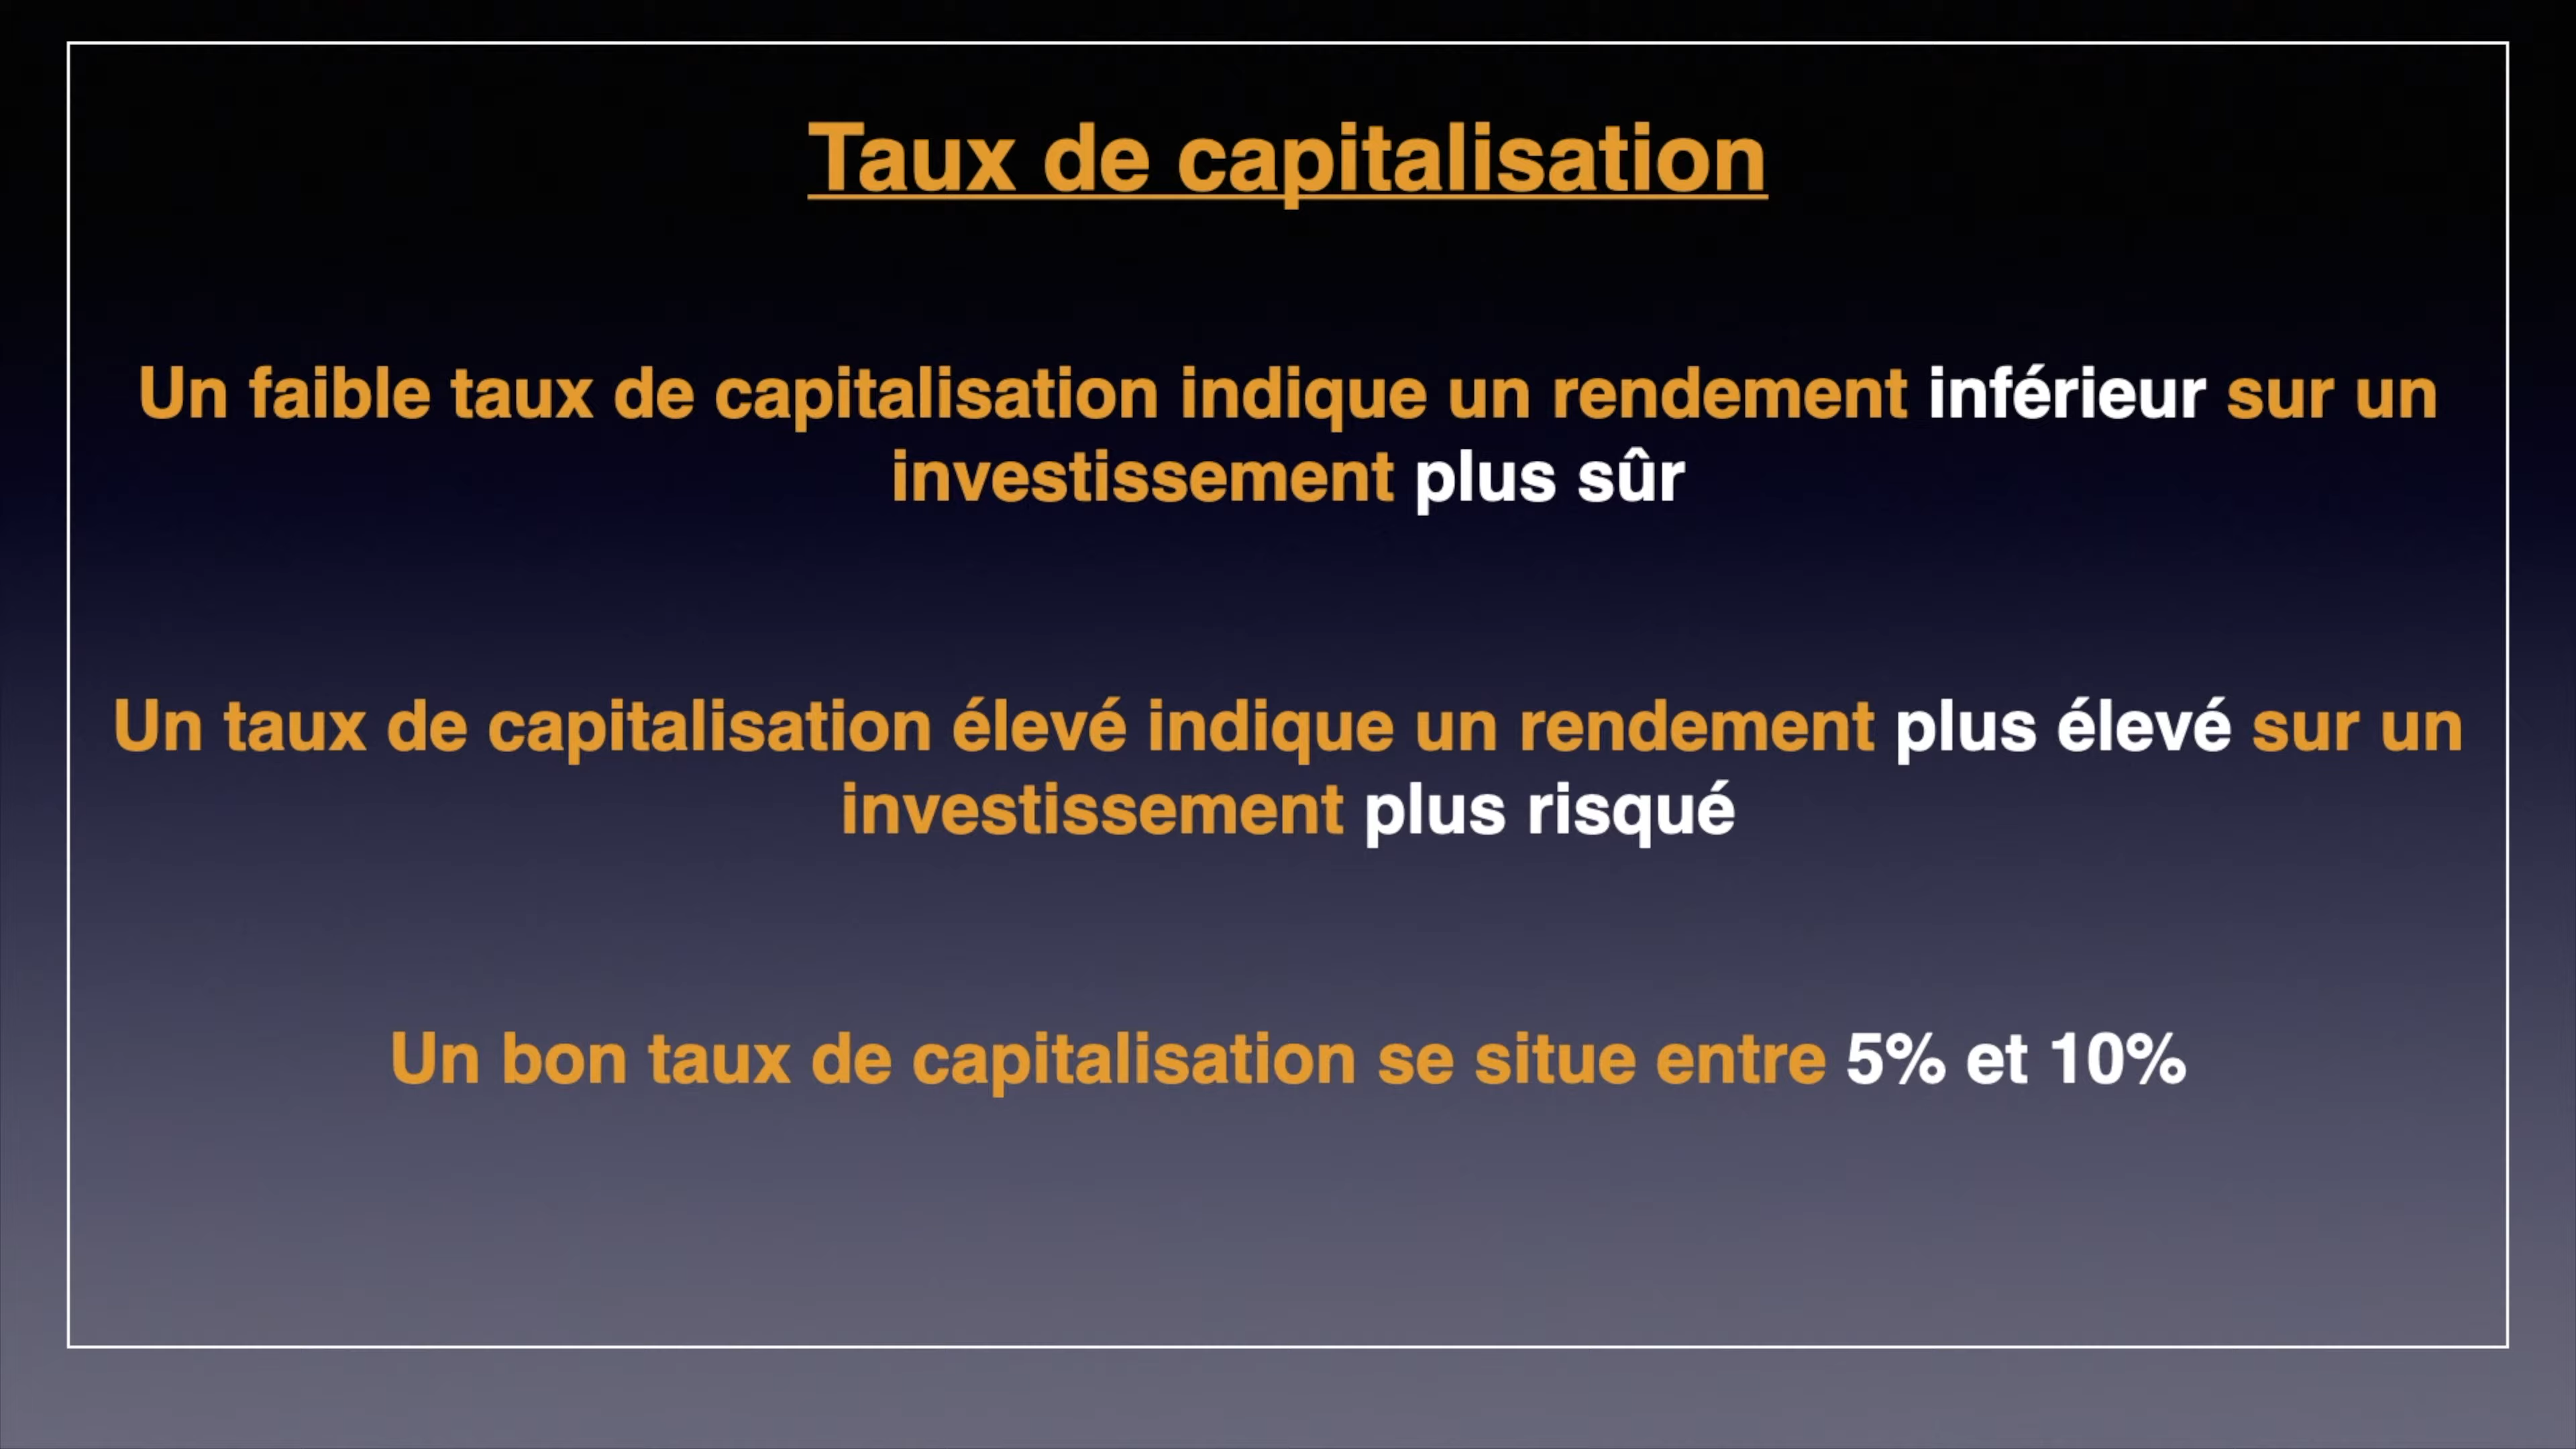 Taux de capitalisation
Un faible taux de capitalisation indique un rendement inférieur sur un
investissement plus sûr
Un taux de capitalisation élevé indique un rendement plus élevé sur un
investissement plus risqué
Un bon taux de capitalisation se situe entre 5% et 10%